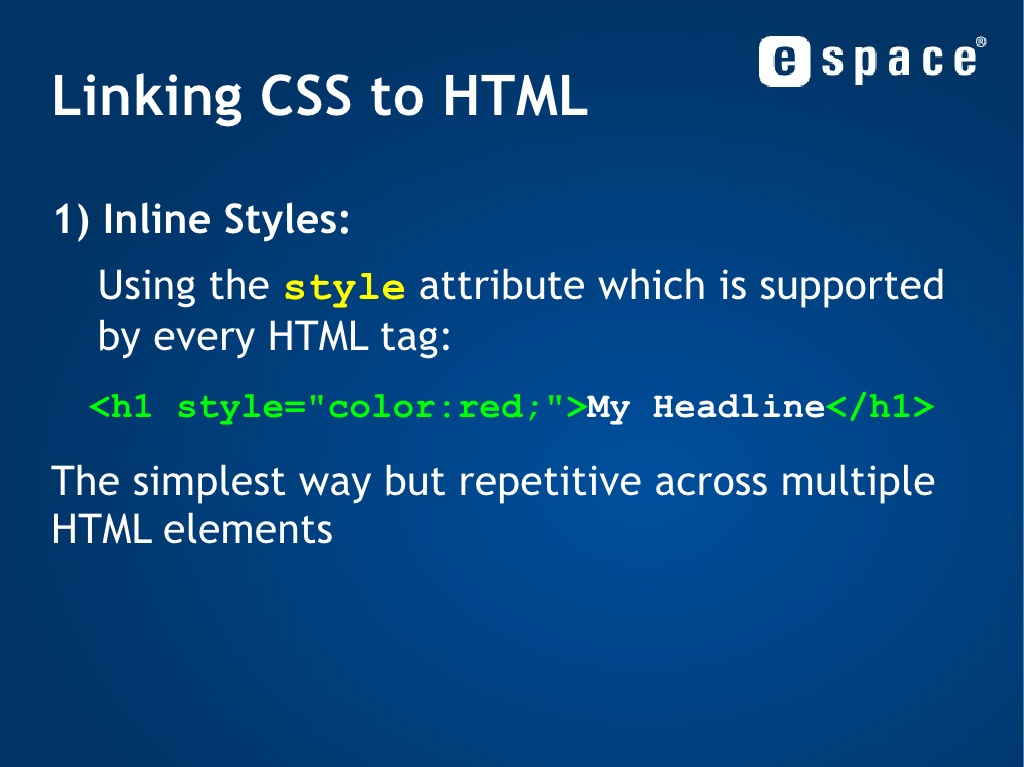 e space®
Linking CSS to HTML
1) Inline Styles:
Using the style attribute which is supported
by every HTML tag:
<h1 style="color:red;">My Headline</h1>
The simplest way but repetitive across multiple
HTML elements